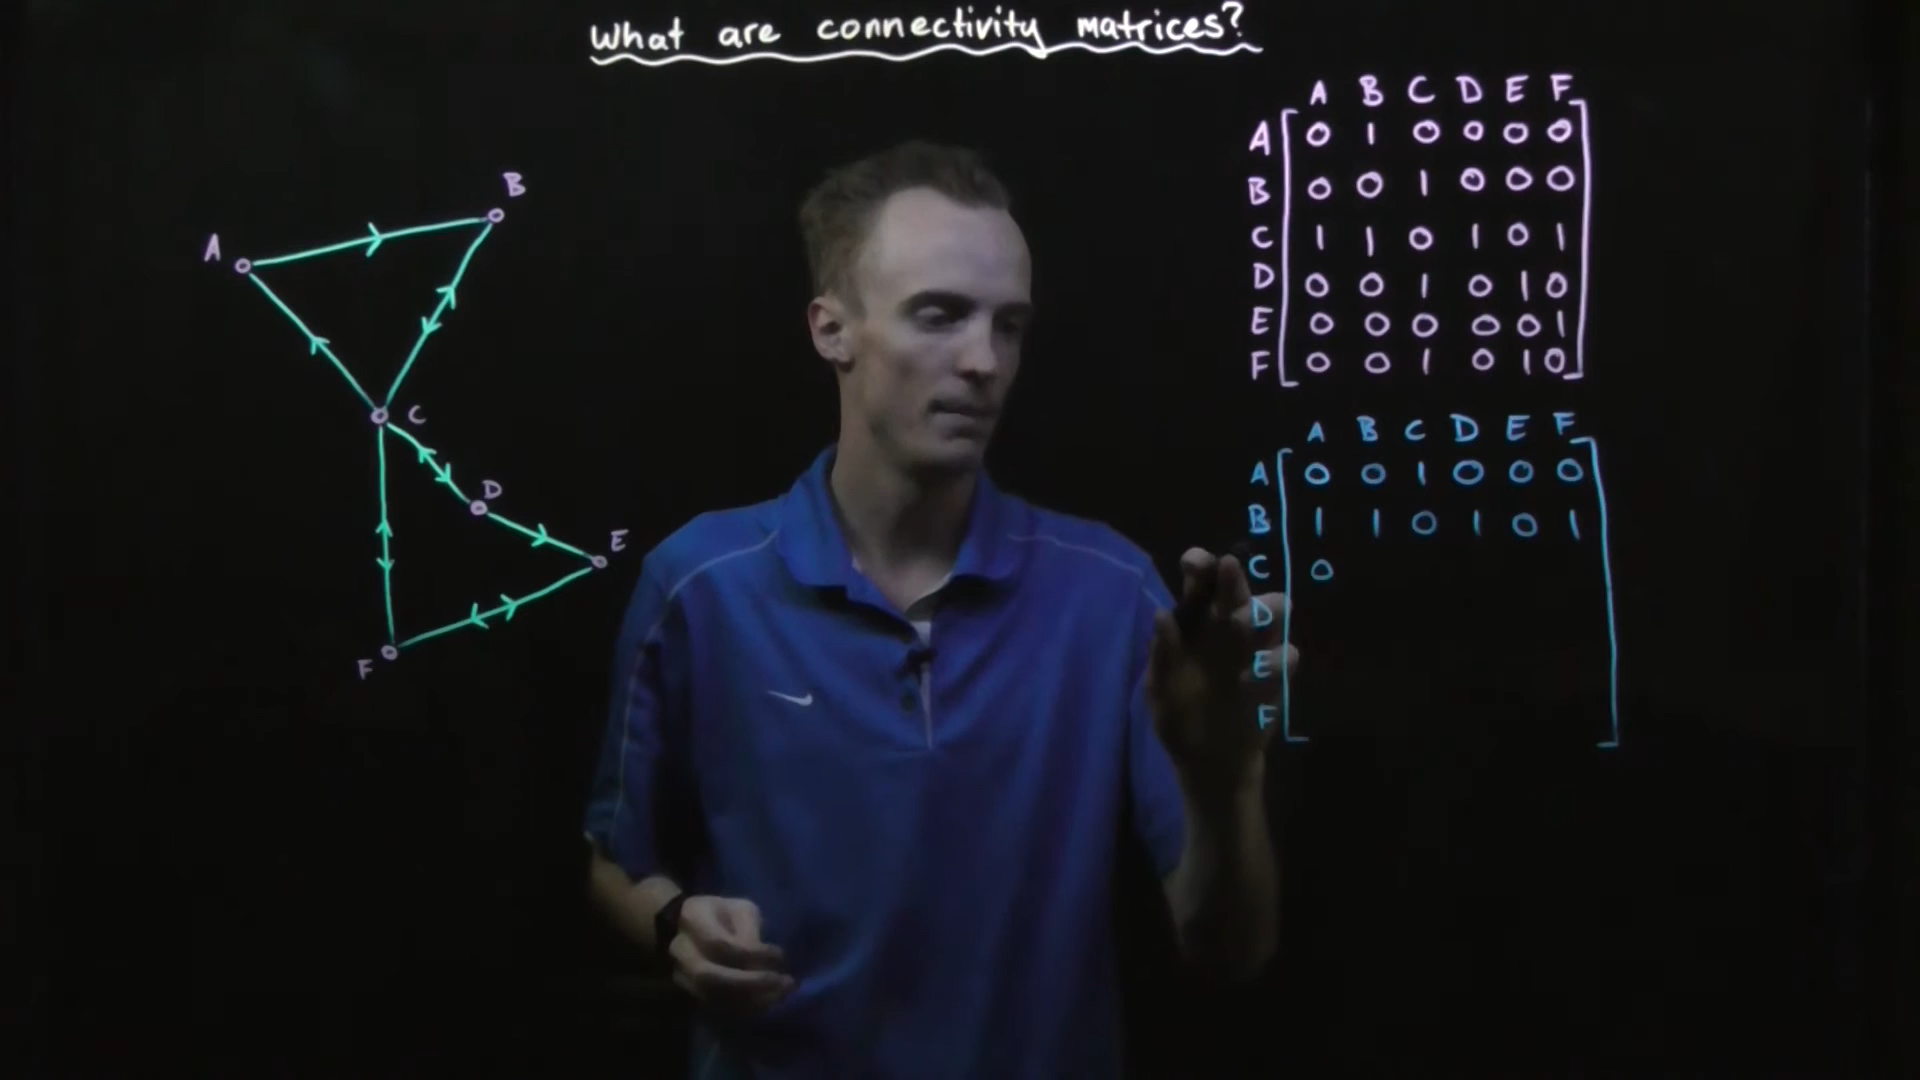 What are connectivity matrices?
A B C D E F
A 0 1 0 0 0 0
B 0 0 1 0 0 0
C 1 1 0 1 0 1
D 0 0 1 0 1 0
E 0 0 0 0 0 1
F 0 0 1 0 1 0
A B C D E F
A 0 0 1 0 0 0
B 1 1 0 1 0 1
C 0
D
E
F
B
A
C
D
E
F